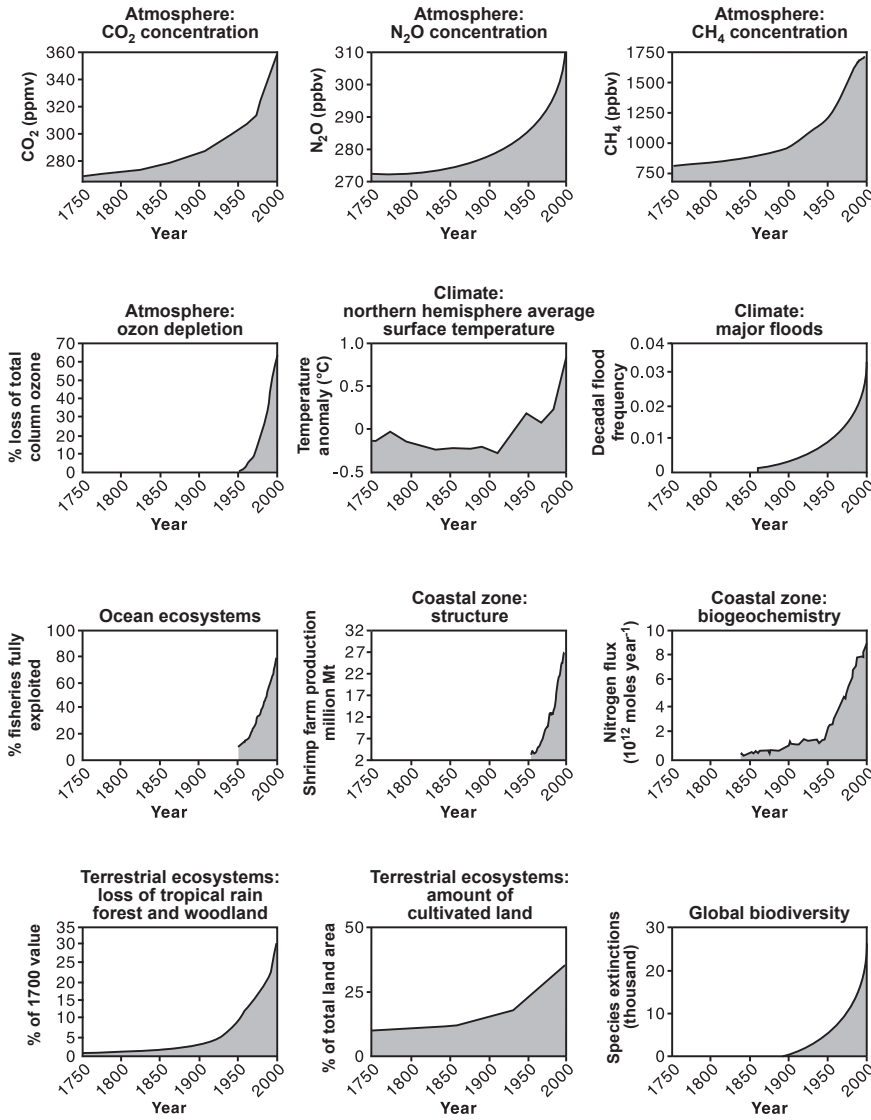 Atmosphere:
CO₂ concentration
CO₂ (ppmv)
360
340
320
300
280
1750
1800
1850
1900
1950
2000
Year
Atmosphere:
N₂O concentration
N₂O (ppbv)
310
300
290
280
270
1750
1800
1850
1900
1950
2000
Year
Atmosphere:
CH₄ concentration
CH₄ (ppbv)
1750
1500
1250
1000
750
1750
1800
1850
1900
1950
2000
Year
Atmosphere:
ozon depletion
% loss of total
column ozone
70
60
50
40
30
20
10
0
1750
1800
1850
1900
1950
2000
Year
Climate:
northern hemisphere average
surface temperature
Temperature
anomaly (°C)
1.0
0.5
0
-0.5
1750
1800
1850
1900
1950
2000
Year
Climate:
major floods
Decadal flood
frequency
0.04
0.03
0.02
0.01
0
1750
1800
1850
1900
1950
2000
Year
Ocean ecosystems
% fisheries fully
exploited
100
80
60
40
20
0
1750
1800
1850
1900
1950
2000
Year
Coastal zone:
structure
Shrimp farm production
million Mt
32
27
22
17
12
7
2
1750
1800
1850
1900
1950
2000
Year
Coastal zone:
biogeochemistry
Nitrogen flux
(10¹² moles year⁻¹)
10
8
6
4
2
0
1750
1800
1850
1900
1950
2000
Year
Terrestrial ecosystems:
loss of tropical rain
forest and woodland
% of 1700 value
35
30
25
20
15
10
5
0
1750
1800
1850
1900
1950
2000
Year
Terrestrial ecosystems:
amount of
cultivated land
% of total land area
50
25
0
1750
1800
1850
1900
1950
2000
Year
Global biodiversity
Species extinctions
(thousand)
30
20
10
0
1750
1800
1850
1900
1950
2000
Year